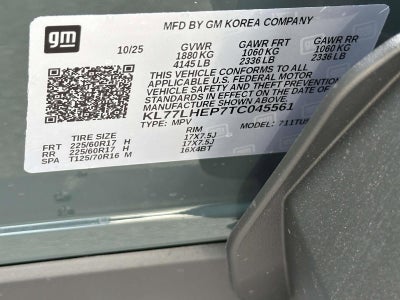 gm
MFD BY GM KOREA COMPANY
10/25 GVWR GAWR FRT GAWR RR
1880 KG 1060 KG 1060 KG
4145 LB 2336 LB 2336 LB
THIS VEHICLE CONFORMS TO ALL
APPLICABLE U.S. FEDERAL MOTOR
VEHICLE SAFETY AND THEFT PREVENTION
STANDARDS IN EFFECT ON THE DATE OF
MANUFACTURE SHOWN ABOVE.
KL77LHEP7TC045561
TYPE: MPV MODEL: 711TU5
TIRE SIZE RIM
FRT 225/60R17 H 17X7.5J
RR 225/60R17 H 17X7.5J
SPA T125/70R16 M 16X4BT